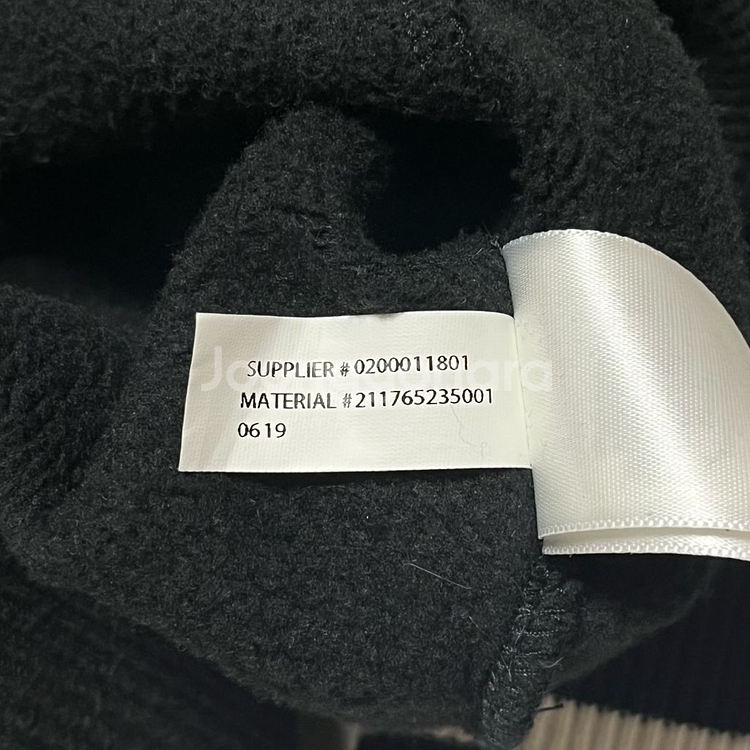 SUPPLIER # 0200011801
MATERIAL # 211765235001
0619